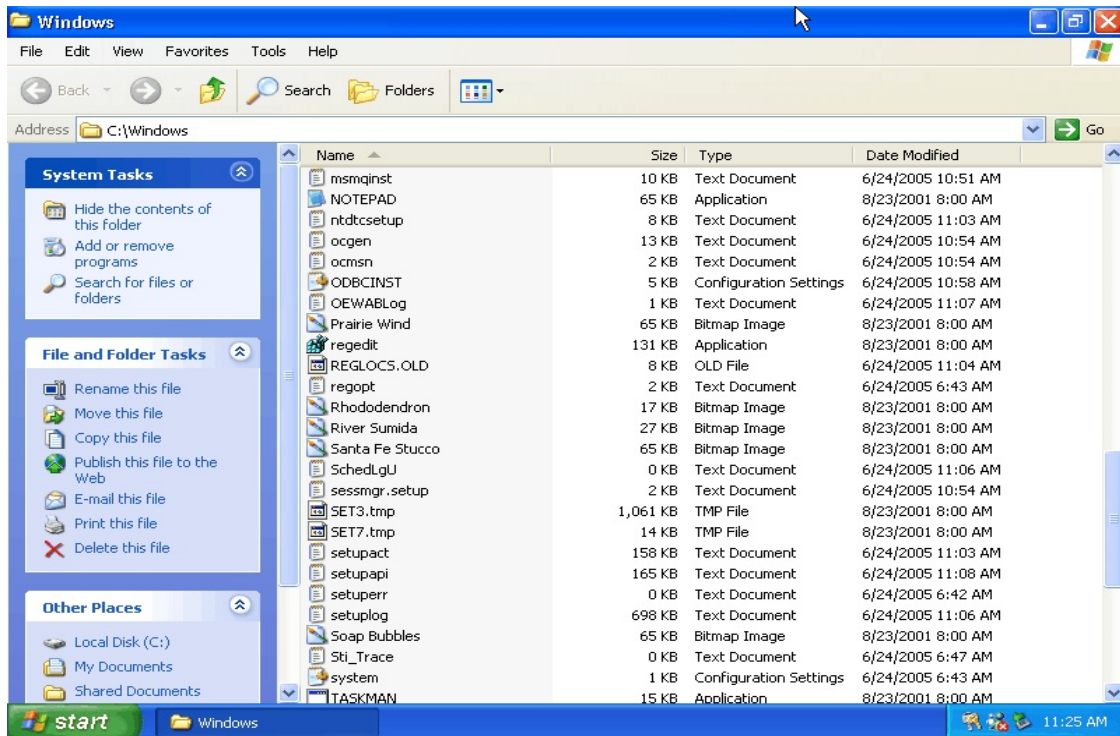 Windows
File Edit View Favorites Tools Help
Back Search Folders
Address C:\Windows Go
System Tasks
Hide the contents of
this folder
Add or remove
programs
Search for files or
folders
File and Folder Tasks
Rename this file
Move this file
Copy this file
Publish this file to the
Web
E-mail this file
Print this file
Delete this file
Other Places
Local Disk (C:)
My Documents
Shared Documents
Name Size Type Date Modified
msmqinst 10 KB Text Document 6/24/2005 10:51 AM
NOTEPAD 65 KB Application 8/23/2001 8:00 AM
ntdtcsetup 8 KB Text Document 6/24/2005 11:03 AM
ocgen 13 KB Text Document 6/24/2005 10:54 AM
ocmsn 2 KB Text Document 6/24/2005 10:54 AM
ODBCINST 5 KB Configuration Settings 6/24/2005 10:58 AM
OEWABLog 1 KB Text Document 6/24/2005 11:07 AM
Prairie Wind 65 KB Bitmap Image 8/23/2001 8:00 AM
regedit 131 KB Application 8/23/2001 8:00 AM
REGLOCS.OLD 8 KB OLD File 6/24/2005 11:04 AM
regopt 2 KB Text Document 6/24/2005 6:43 AM
Rhododendron 17 KB Bitmap Image 8/23/2001 8:00 AM
River Sumida 27 KB Bitmap Image 8/23/2001 8:00 AM
Santa Fe Stucco 65 KB Bitmap Image 8/23/2001 8:00 AM
SchedLgU 0 KB Text Document 6/24/2005 11:06 AM
sessmgr.setup 2 KB Text Document 6/24/2005 10:54 AM
SET3.tmp 1,061 KB TMP File 8/23/2001 8:00 AM
SET7.tmp 14 KB TMP File 8/23/2001 8:00 AM
setupact 158 KB Text Document 6/24/2005 11:03 AM
setupapi 165 KB Text Document 6/24/2005 11:08 AM
setuperr 0 KB Text Document 6/24/2005 6:42 AM
setuplog 698 KB Text Document 6/24/2005 11:06 AM
Soap Bubbles 65 KB Bitmap Image 8/23/2001 8:00 AM
Sti_Trace 0 KB Text Document 6/24/2005 6:47 AM
system 1 KB Configuration Settings 6/24/2005 6:43 AM
TASKMAN 15 KB Application 8/23/2001 8:00 AM
start Windows 11:25 AM